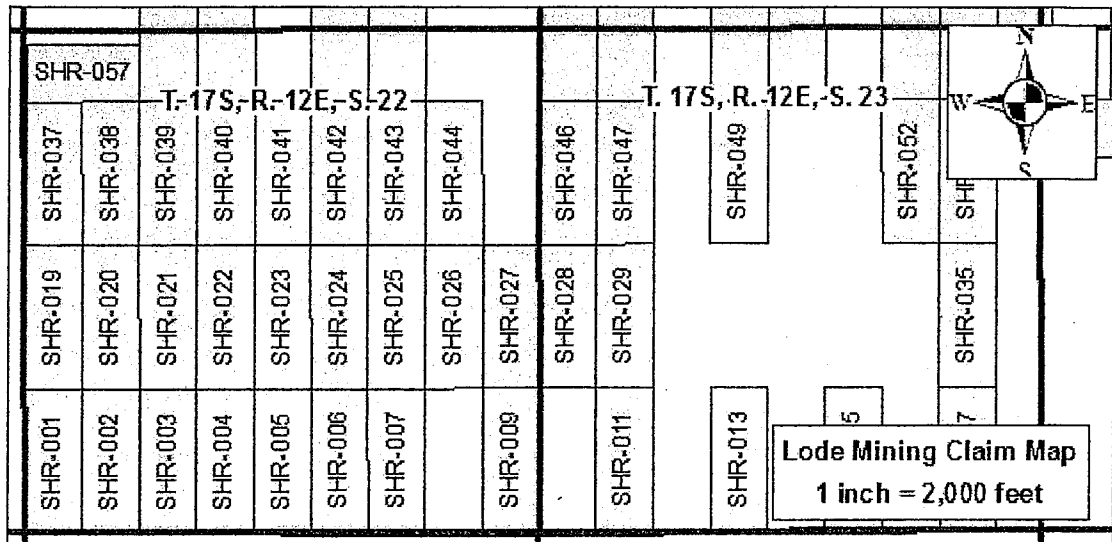 SHR-057
T. 17S, R. 12E, S. 22
T. 17S, R. 12E, S. 23
N
W
E
S
SHR-037
SHR-038
SHR-039
SHR-040
SHR-041
SHR-042
SHR-043
SHR-044
SHR-046
SHR-047
SHR-049
SHR-052
SHR-019
SHR-020
SHR-021
SHR-022
SHR-023
SHR-024
SHR-025
SHR-026
SHR-027
SHR-028
SHR-029
SHR-035
SHR-001
SHR-002
SHR-003
SHR-004
SHR-005
SHR-006
SHR-007
SHR-009
SHR-011
SHR-013
5
7
Lode Mining Claim Map
1 inch = 2,000 feet